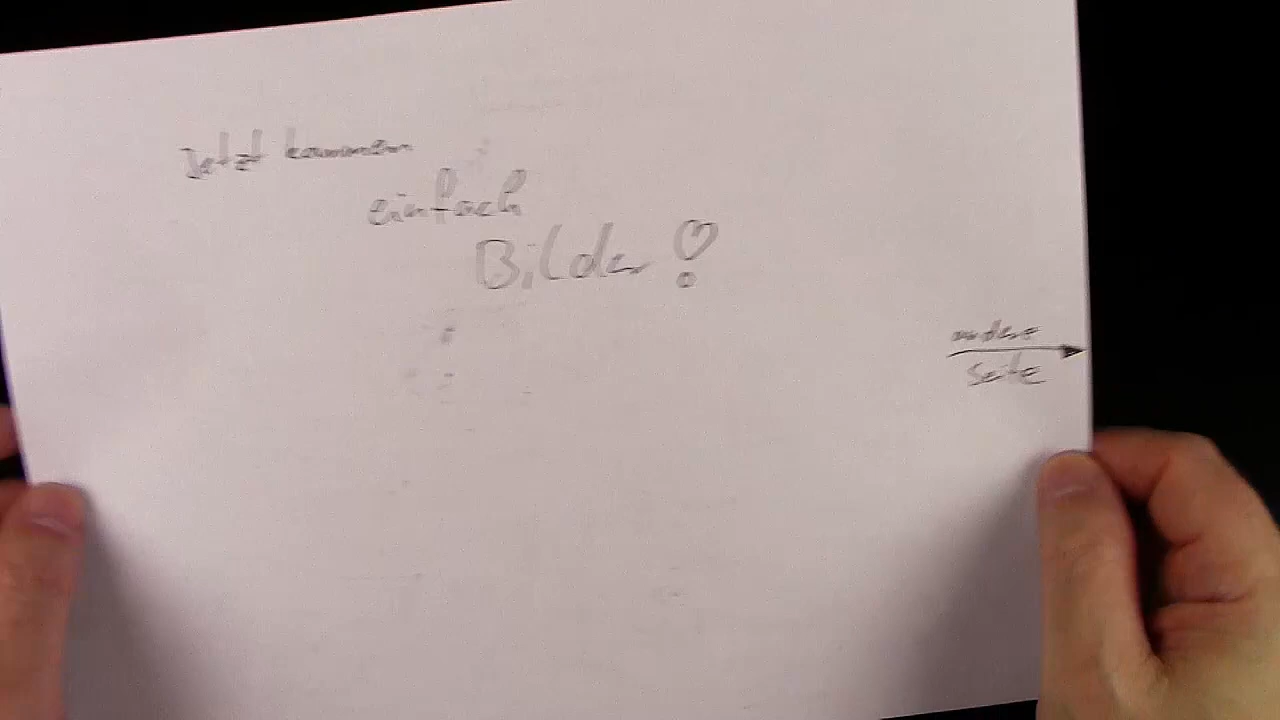 Jetzt kommen
einfach
Bilder!
andere
Seite